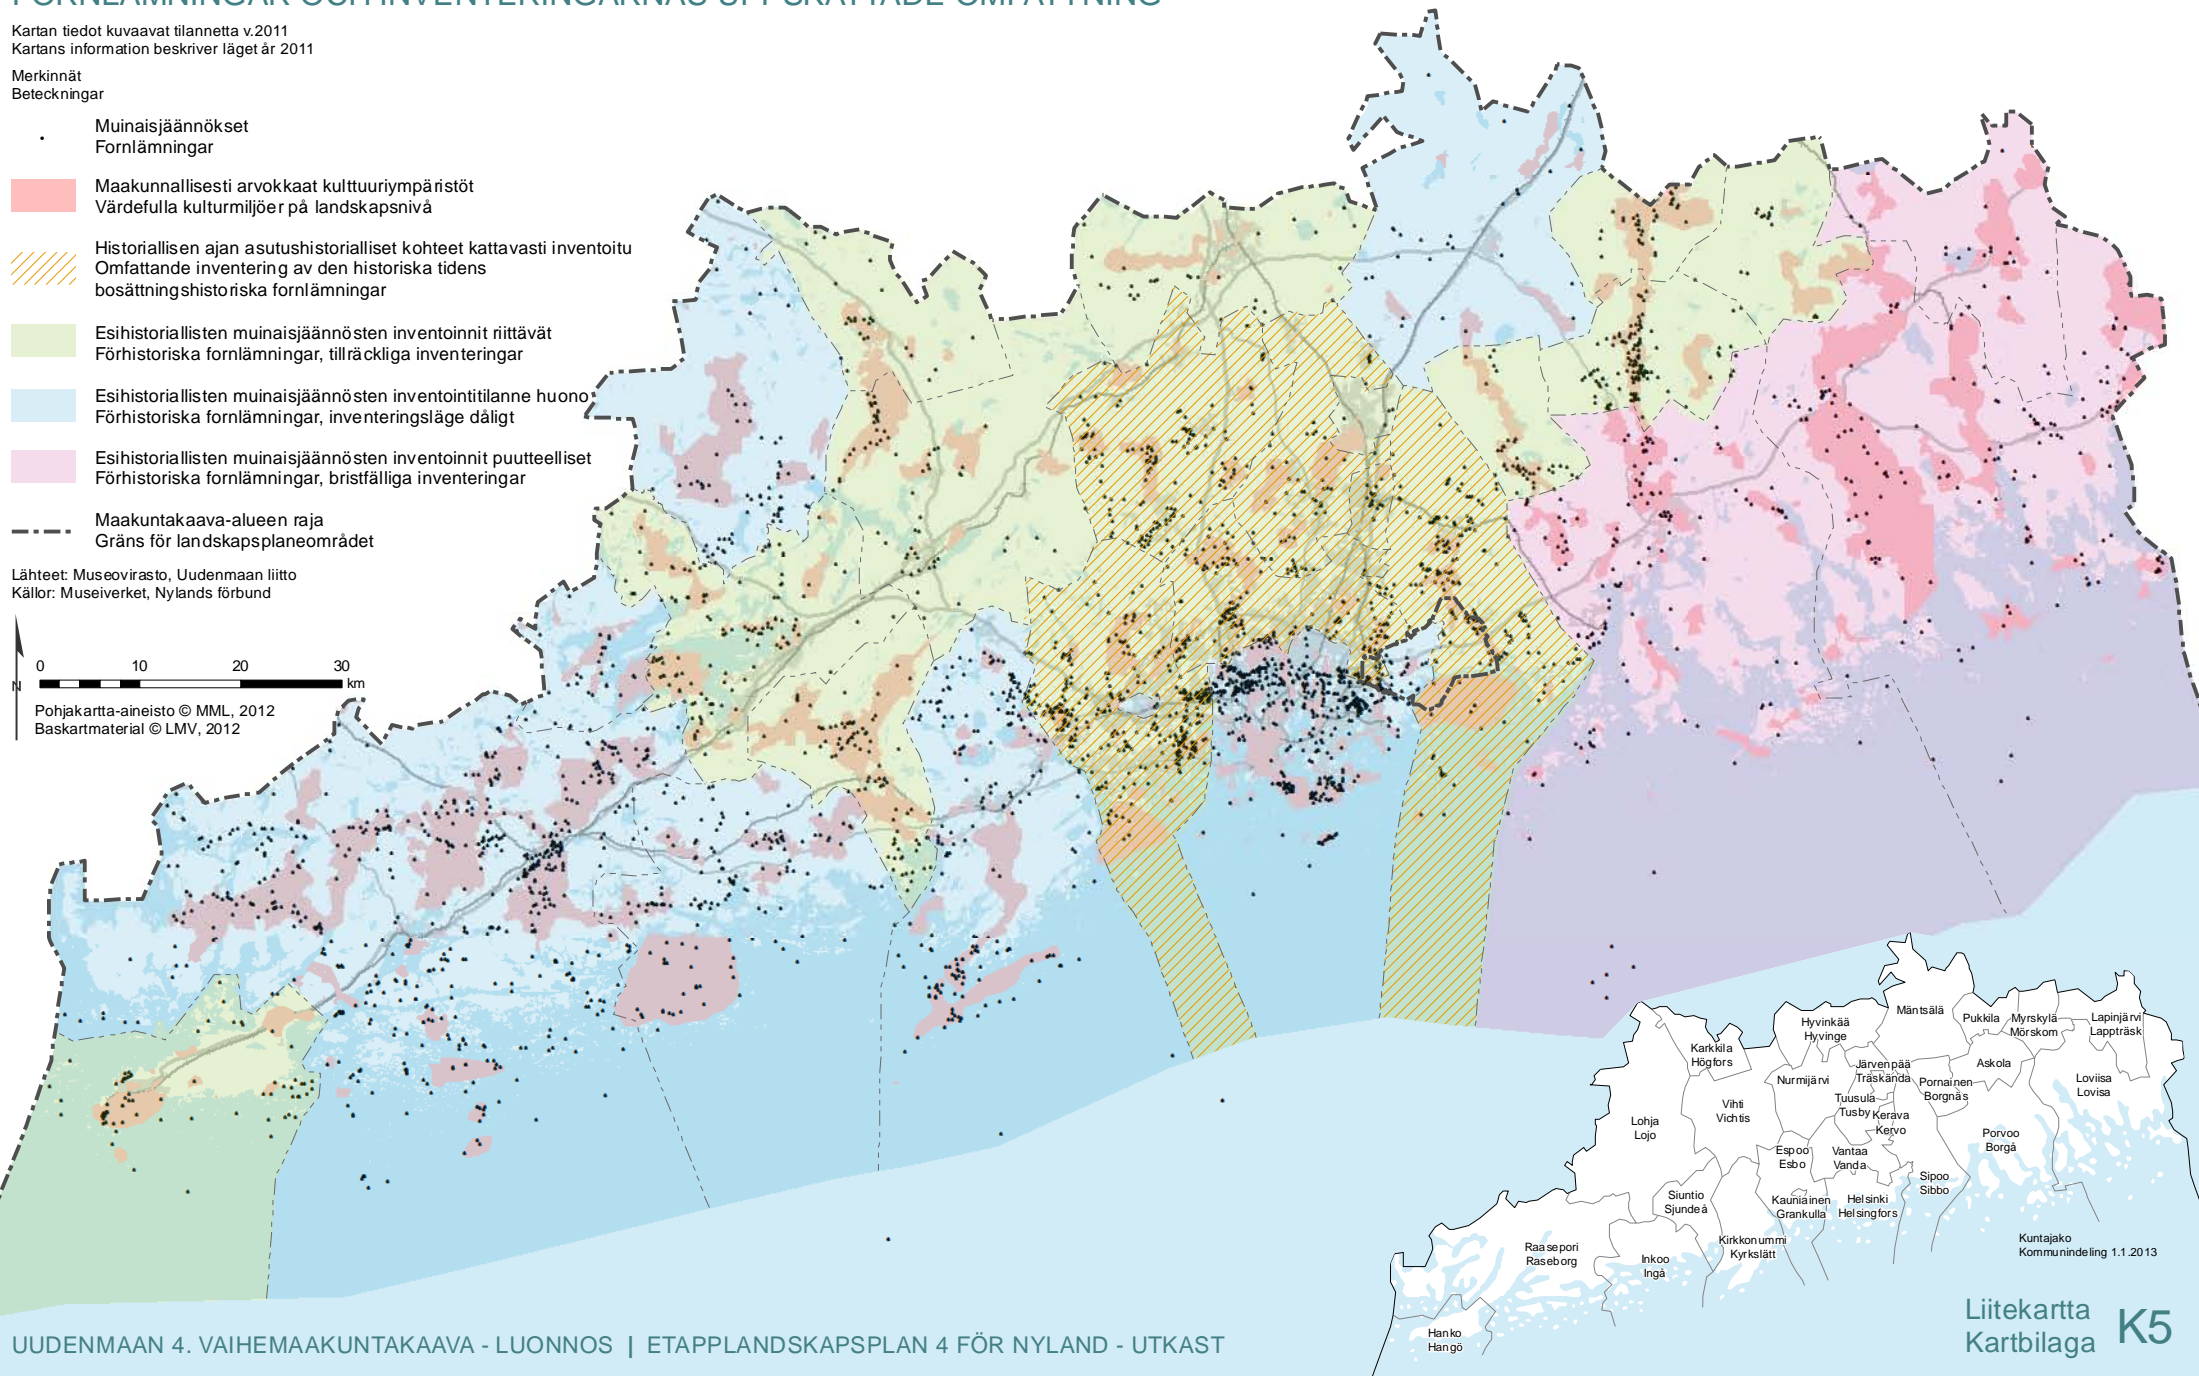 FORNLÄMNINGAR OCH INVENTERINGARNAS UPPSKATTADE OMFATTNING
Kartan tiedot kuvaavat tilannetta v.2011
Kartans information beskriver läget år 2011
Merkinnät
Beteckningar
Muinaisjäännökset
Fornlämningar
Maakunnallisesti arvokkaat kulttuuriympäristöt
Värdefulla kulturmiljöer på landskapsnivå
Historiallisen ajan asutushistorialliset kohteet kattavasti inventoitu
Omfattande inventering av den historiska tidens
bosättningshistoriska fornlämningar
Esihistoriallisten muinaisjäännösten inventoinnit riittävät
Förhistoriska fornlämningar, tillräckliga inventeringar
Esihistoriallisten muinaisjäännösten inventointitilanne huono
Förhistoriska fornlämningar, inventeringsläge dåligt
Esihistoriallisten muinaisjäännösten inventoinnit puutteelliset
Förhistoriska fornlämningar, bristfälliga inventeringar
Maakuntakaava-alueen raja
Gräns för landskapsplaneområdet
Lähteet: Museovirasto, Uudenmaan liitto
Källor: Museiverket, Nylands förbund
0 10 20 30
km
N
Pohjakartta-aineisto © MML, 2012
Baskartmaterial © LMV, 2012
Mäntsälä
Hyvinkää
Hyvinge
Pukkila
Myrskylä
Mörskom
Lapinjärvi
Lappträsk
Karkkila
Högfors
Järvenpää
Träskända
Askola
Nurmijärvi
Pornainen
Borgnäs
Loviisa
Lovisa
Vihti
Vichtis
Tuusula
Tusby
Kerava
Kervo
Lohja
Lojo
Porvoo
Borgå
Espoo
Esbo
Vantaa
Vanda
Sipoo
Sibbo
Siuntio
Sjundeå
Kauniainen
Grankulla
Helsinki
Helsingfors
Kirkkonummi
Kyrkslätt
Raasepori
Raseborg
Inkoo
Ingå
Hanko
Hangö
Kuntajako
Kommunindeling 1.1.2013
Liitekartta
Kartbilaga
K5
UUDENMAAN 4. VAIHEMAAKUNTAKAAVA - LUONNOS | ETAPPLANDSKAPSPLAN 4 FÖR NYLAND - UTKAST